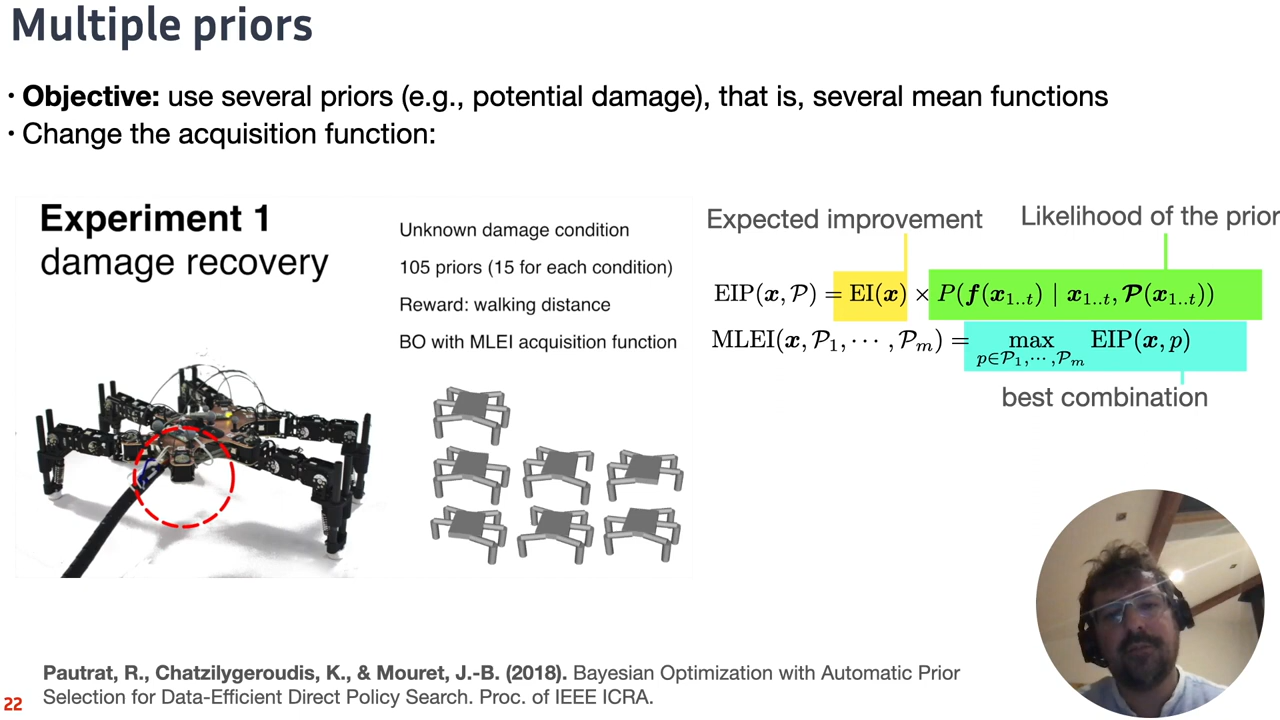 Multiple priors
• Objective: use several priors (e.g., potential damage), that is, several mean functions
• Change the acquisition function:
Experiment 1
damage recovery
Unknown damage condition
105 priors (15 for each condition)
Reward: walking distance
BO with MLEI acquisition function
Expected improvement
Likelihood of the prior
EIP(x, 𝒫) = EI(x) × P(f(x₁..ₜ) | x₁..ₜ, 𝒫(x₁..ₜ))
MLEI(x, 𝒫₁, ⋯ , 𝒫ₘ) = max p∈𝒫₁,⋯,𝒫ₘ EIP(x, p)
best combination
Pautrat, R., Chatzilygeroudis, K., & Mouret, J.-B. (2018). Bayesian Optimization with Automatic Prior
Selection for Data-Efficient Direct Policy Search. Proc. of IEEE ICRA.
22